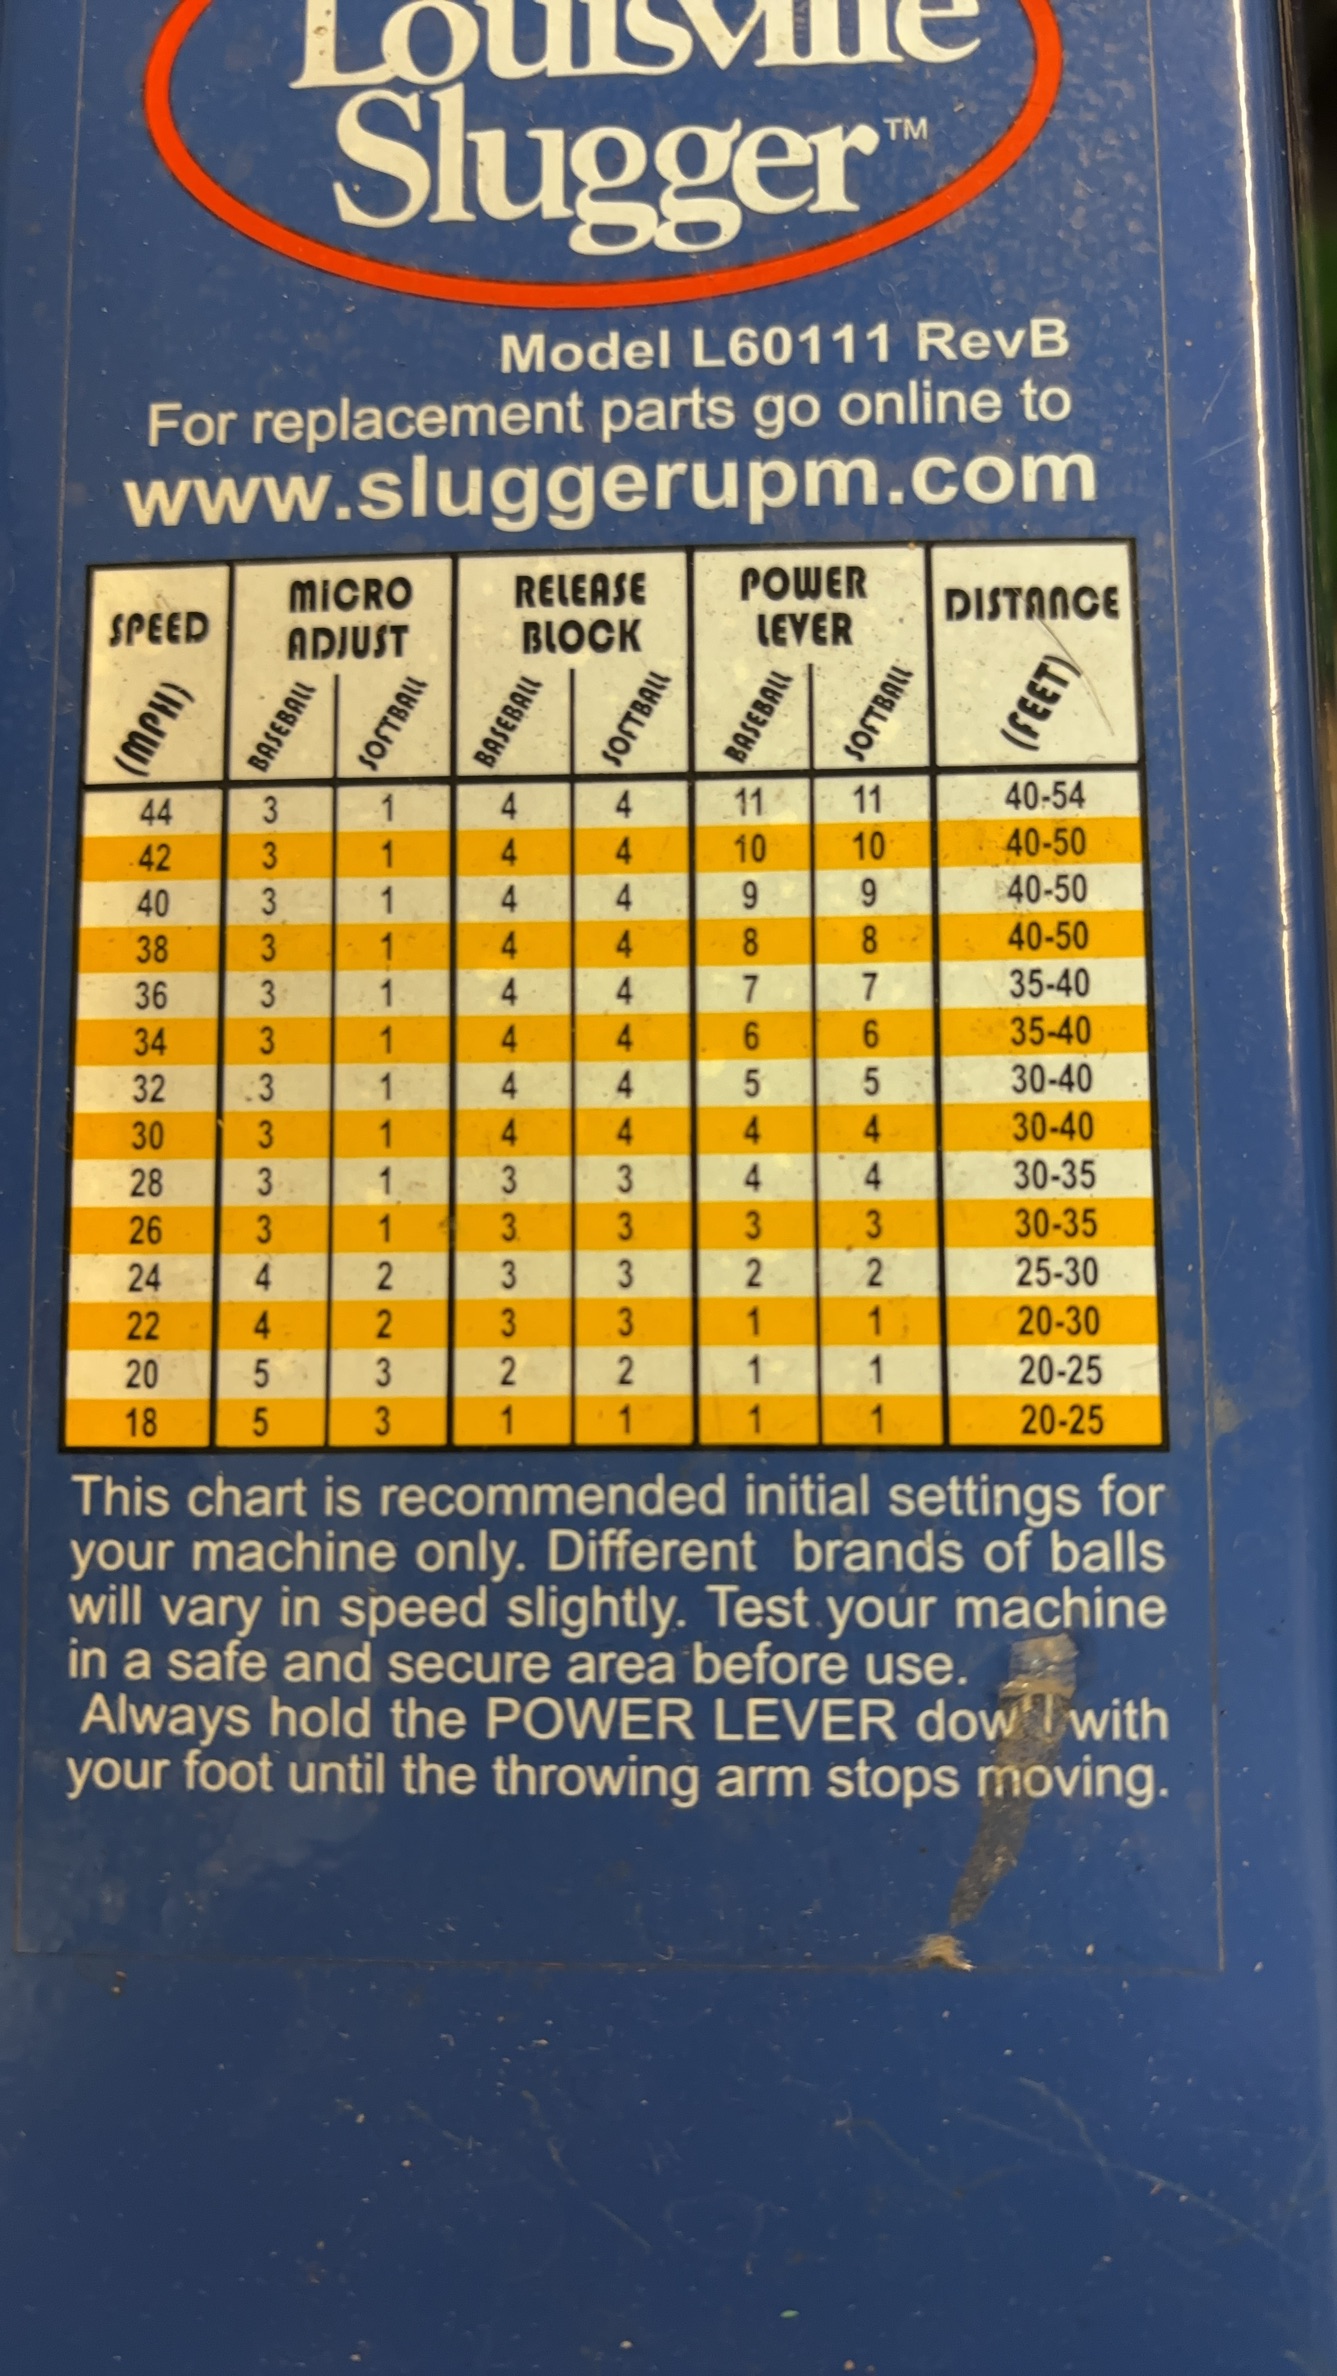 Louisville
Slugger™
Model L60111 RevB
For replacement parts go online to
www.sluggerupm.com
SPEED (MPH) MICRO ADJUST RELEASE BLOCK POWER LEVER DISTANCE (FEET)
BASEBALL SOFTBALL BASEBALL SOFTBALL BASEBALL SOFTBALL
44 3 1 4 4 11 11 40-54
42 3 1 4 4 10 10 40-50
40 3 1 4 4 9 9 40-50
38 3 1 4 4 8 8 40-50
36 3 1 4 4 7 7 35-40
34 3 1 4 4 6 6 35-40
32 3 1 4 4 5 5 30-40
30 3 1 4 4 4 4 30-40
28 3 1 3 3 4 4 30-35
26 3 1 3 3 3 3 30-35
24 4 2 3 3 2 2 25-30
22 4 2 3 3 1 1 20-30
20 5 3 2 2 1 1 20-25
18 5 3 1 1 1 1 20-25
This chart is recommended initial settings for
your machine only. Different brands of balls
will vary in speed slightly. Test your machine
in a safe and secure area before use.
Always hold the POWER LEVER down with
your foot until the throwing arm stops moving.